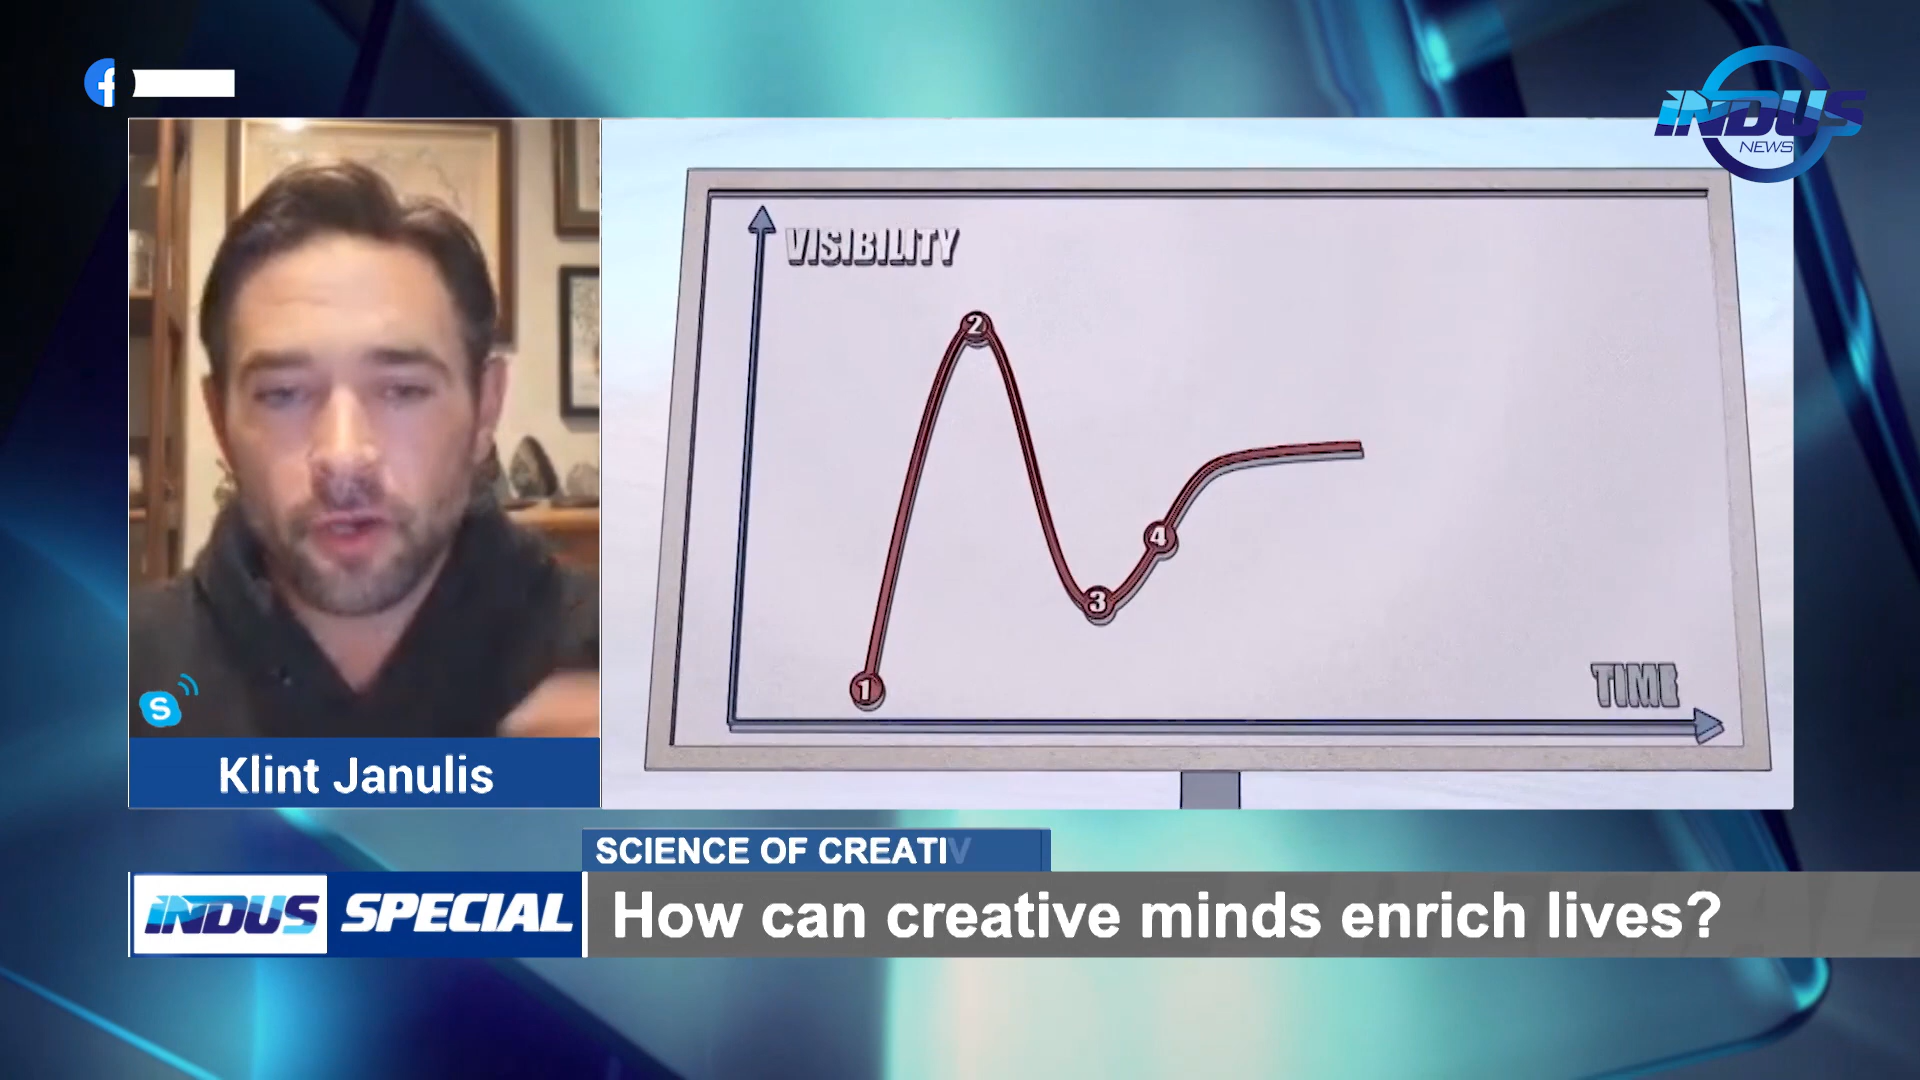 INDUS
NEWS
VISIBILITY
2
4
3
1
TIME
S
Klint Janulis
SCIENCE OF CREATIV
INDUS SPECIAL
How can creative minds enrich lives?